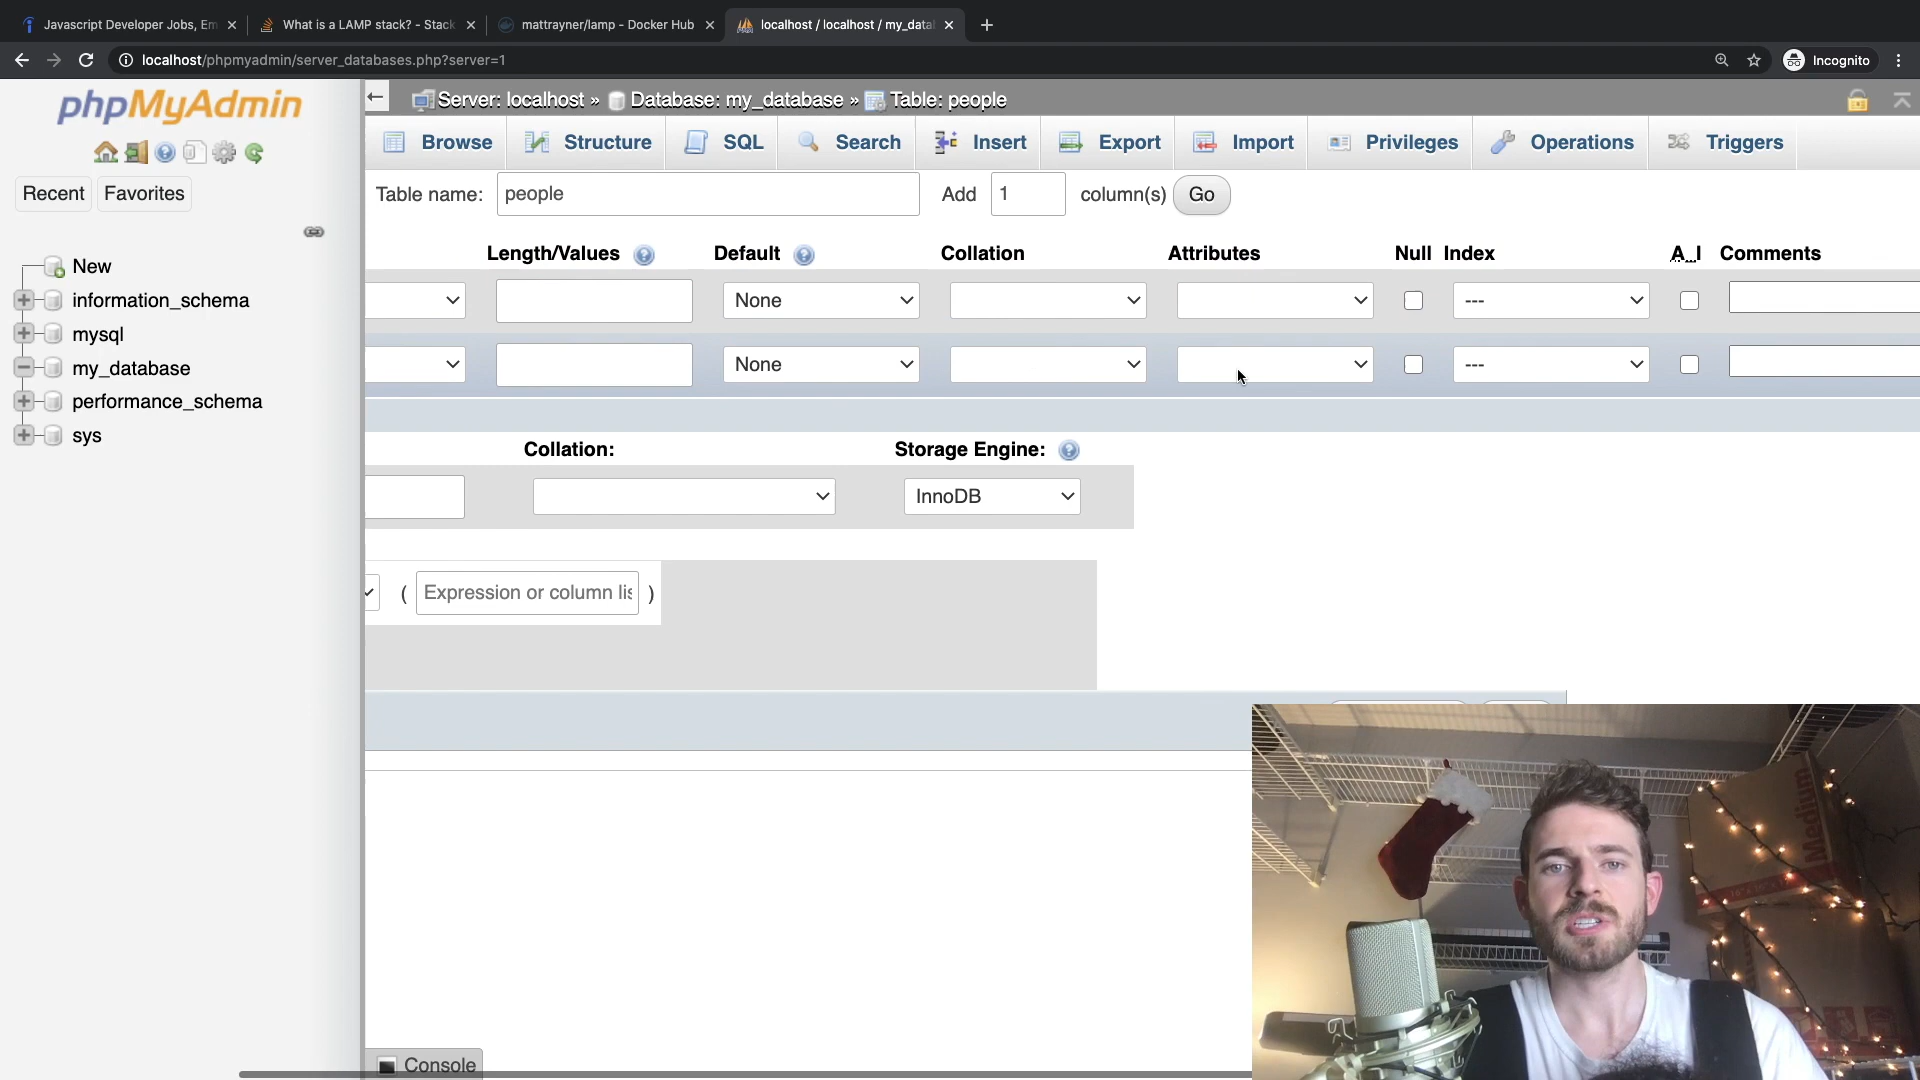 Javascript Developer Jobs, Em
What is a LAMP stack? - Stack
mattrayner/lamp - Docker Hub
localhost / localhost / my_data
localhost/phpmyadmin/server_databases.php?server=1
Incognito
phpMyAdmin
Recent
Favorites
New
information_schema
mysql
my_database
performance_schema
sys
Server: localhost » Database: my_database » Table: people
Browse
Structure
SQL
Search
Insert
Export
Import
Privileges
Operations
Triggers
Table name: people Add 1 column(s) Go
Length/Values Default Collation Attributes Null Index A_I Comments
None ---
None ---
Collation: Storage Engine:
InnoDB
( Expression or column lis )
Console
Medium